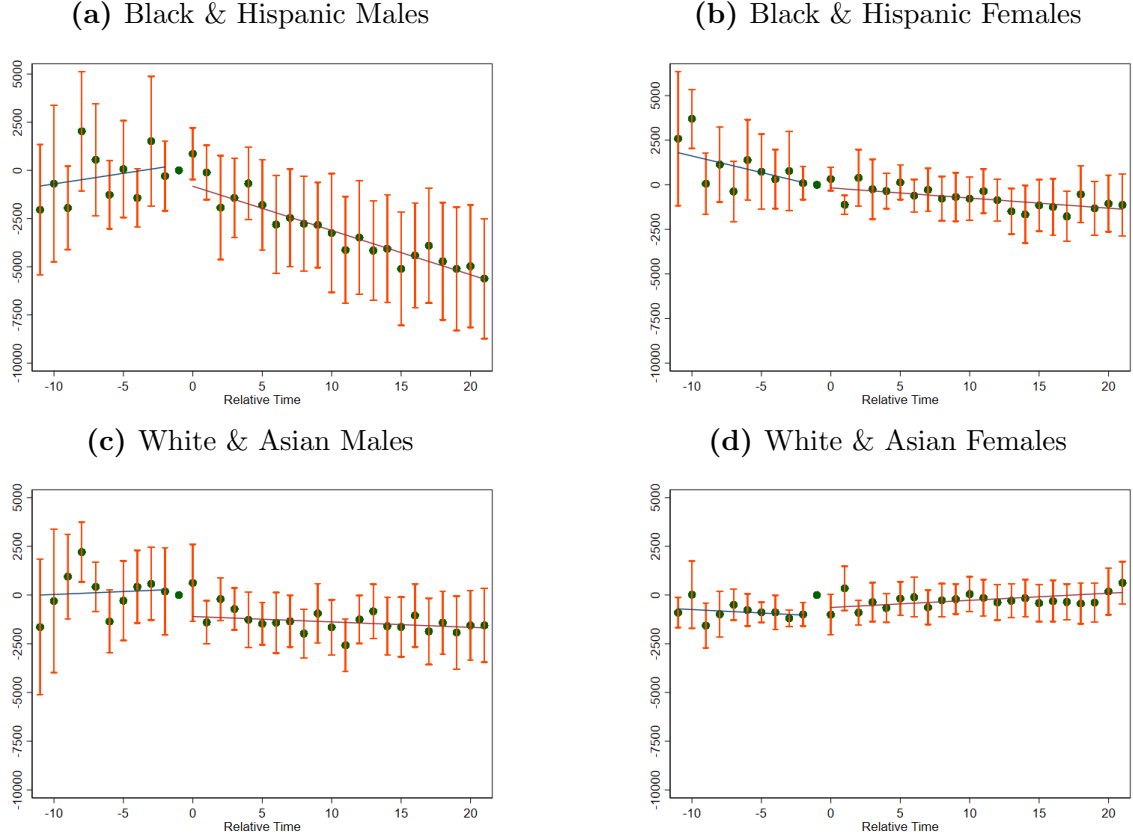 (a) Black & Hispanic Males
(b) Black & Hispanic Females
5000
2500
0
-2500
-5000
-7500
-10000
-10 -5 0 5 10 15 20
Relative Time
5000
2500
0
-2500
-5000
-7500
-10000
-10 -5 0 5 10 15 20
Relative Time
(c) White & Asian Males
(d) White & Asian Females
5000
2500
0
-2500
-5000
-7500
-10000
-10 -5 0 5 10 15 20
Relative Time
5000
2500
0
-2500
-5000
-7500
-10000
-10 -5 0 5 10 15 20
Relative Time